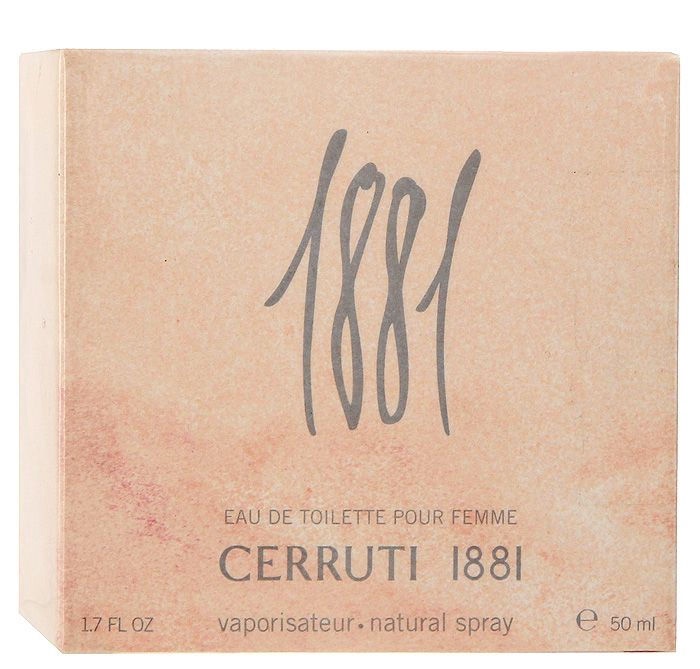 1881
EAU DE TOILETTE POUR FEMME
CERRUTI 1881
1.7 FL OZ vaporisateur • natural spray ℮ 50 ml